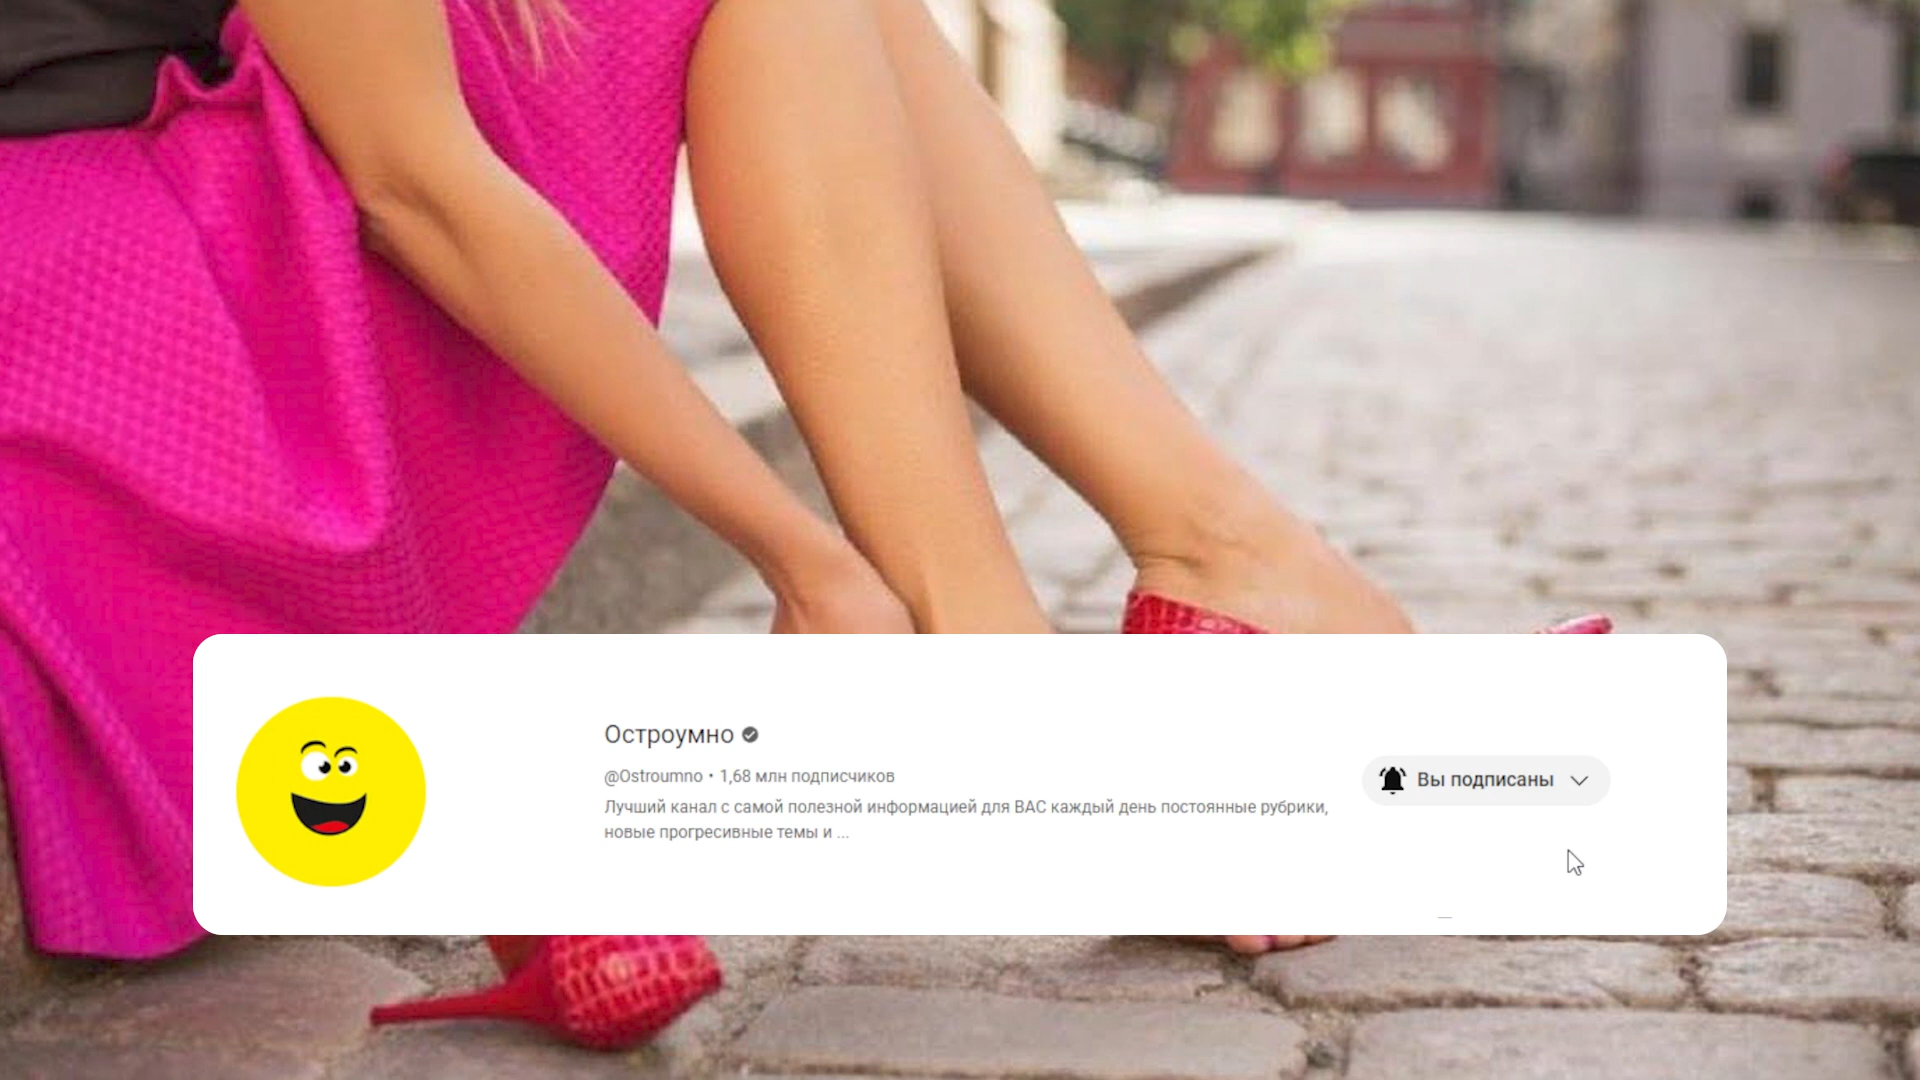 Остроумно
@Ostroumno • 1,68 млн подписчиков
Лучший канал с самой полезной информацией для ВАС каждый день постоянные рубрики,
новые прогресивные темы и ...
Вы подписаны